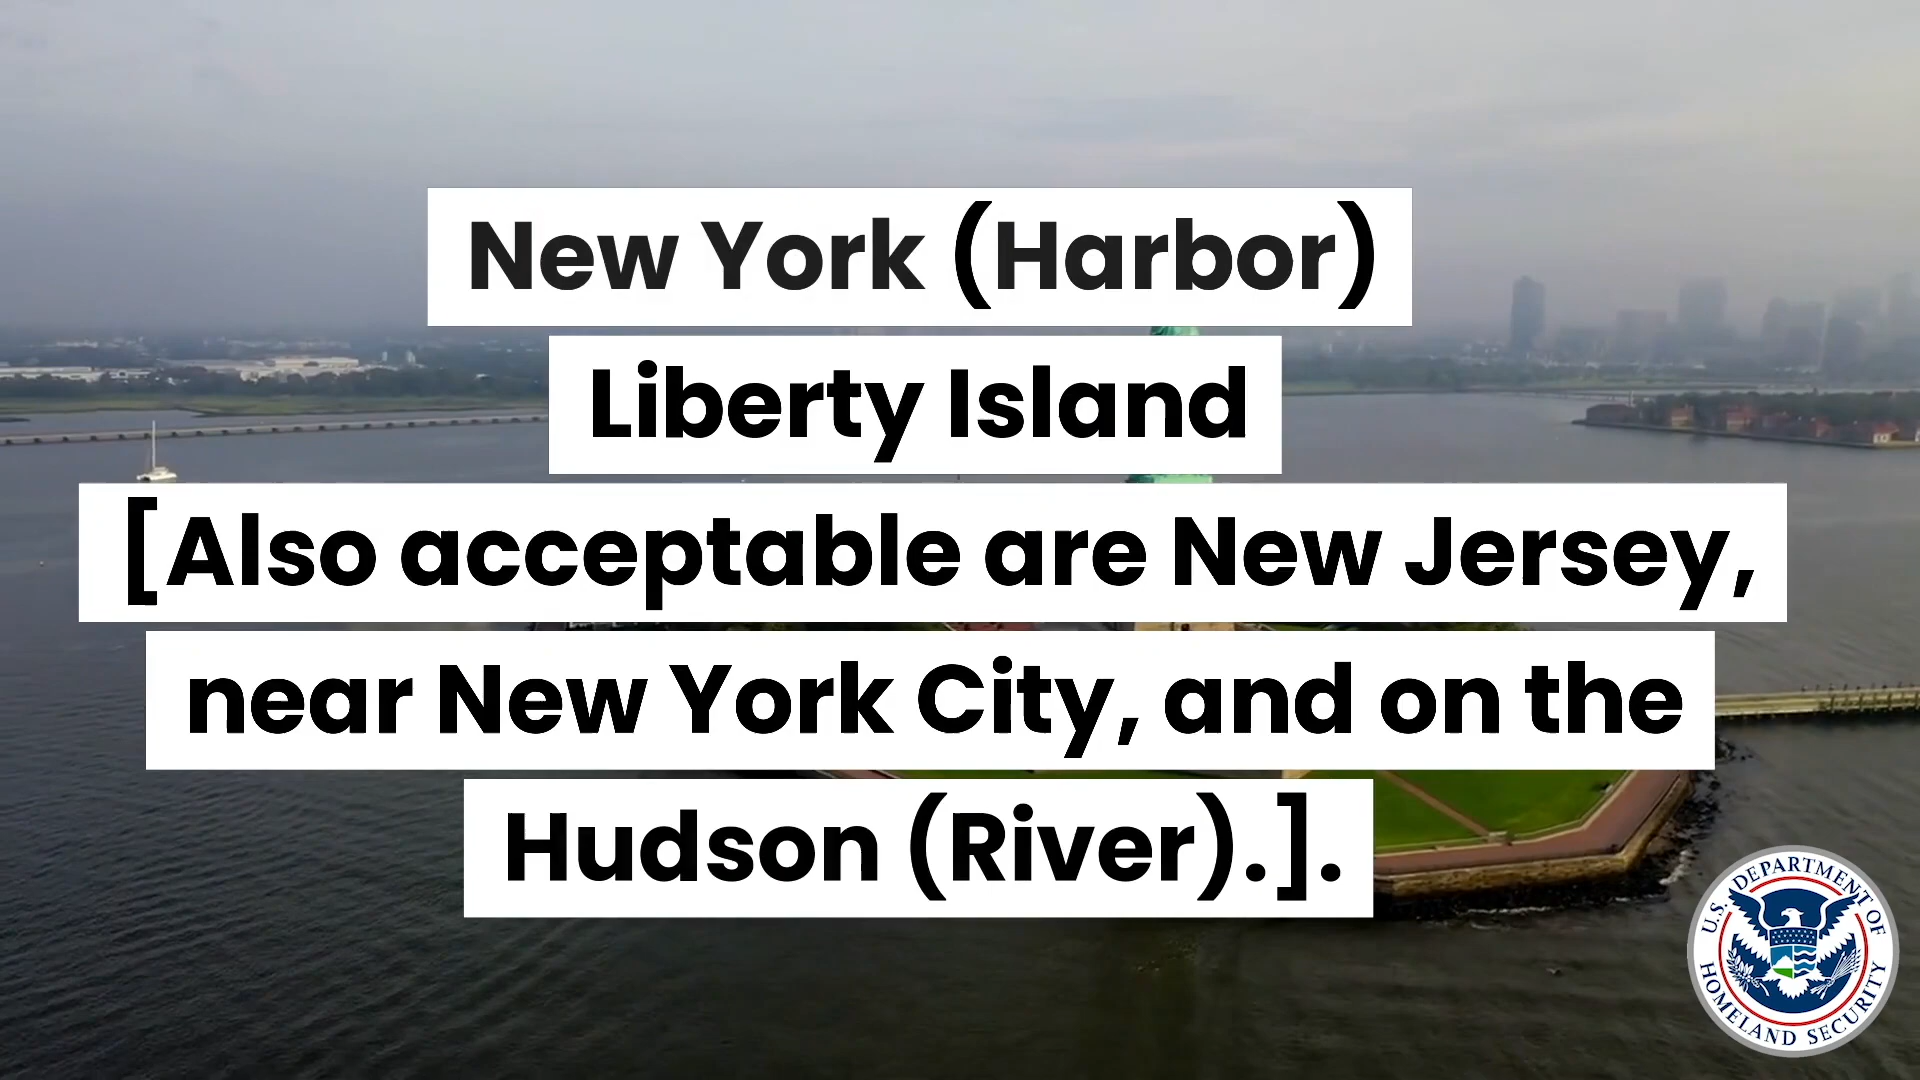 New York (Harbor)
Liberty Island
[Also acceptable are New Jersey,
near New York City, and on the
Hudson (River).].
U.S. DEPARTMENT OF
HOMELAND SECURITY